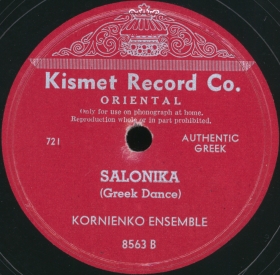 Kismet Record Co.
ORIENTAL
Only for use on phonograph at home.
Reproduction whole or in part prohibited.
721
AUTHENTIC
GREEK
SALONIKA
(Greek Dance)
KORNIENKO ENSEMBLE
8563 B